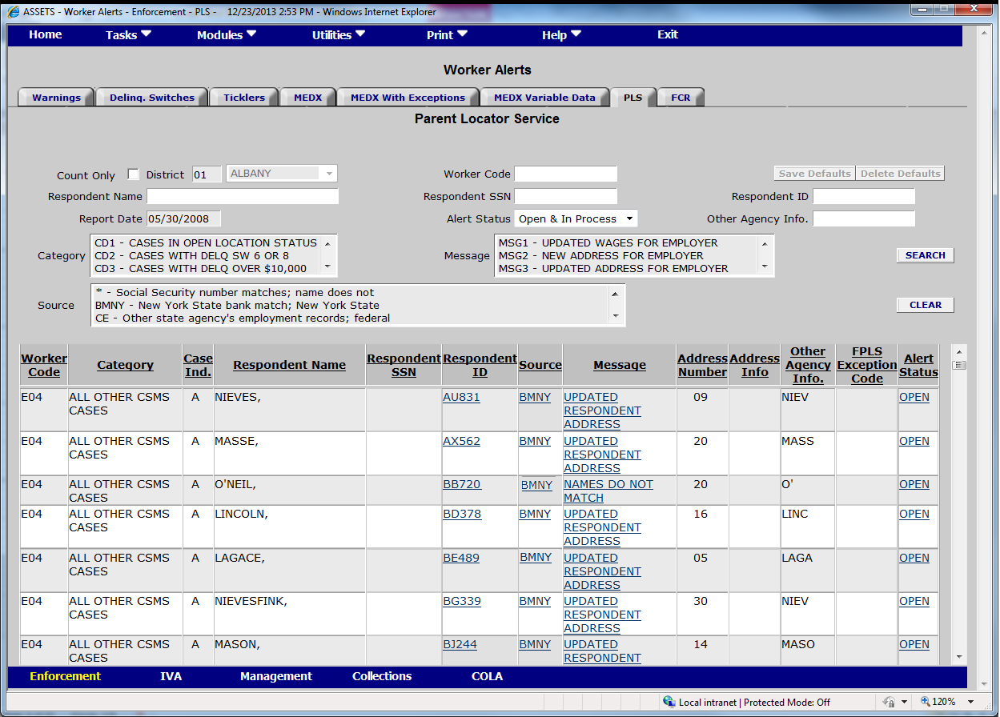 ASSETS - Worker Alerts - Enforcement - PLS -    12/23/2013 2:53 PM - Windows Internet Explorer
Home Tasks Modules Utilities Print Help Exit
Worker Alerts
Warnings Delinq. Switches Ticklers MEDX MEDX With Exceptions MEDX Variable Data PLS FCR
Parent Locator Service
Count Only District 01 ALBANY Worker Code Save Defaults Delete Defaults
Respondent Name Respondent SSN Respondent ID
Report Date 05/30/2008 Alert Status Open & In Process Other Agency Info.
Category
CD1 - CASES IN OPEN LOCATION STATUS
CD2 - CASES WITH DELQ SW 6 OR 8
CD3 - CASES WITH DELQ OVER $10,000
Message
MSG1 - UPDATED WAGES FOR EMPLOYER
MSG2 - NEW ADDRESS FOR EMPLOYER
MSG3 - UPDATED ADDRESS FOR EMPLOYER
SEARCH
Source
* - Social Security number matches; name does not
BMNY - New York State bank match; New York State
CE - Other state agency's employment records; federal
CLEAR
Worker Code Category Case Ind. Respondent Name Respondent SSN Respondent ID Source Message Address Number Address Info Other Agency Info. FPLS Exception Code Alert Status
E04 ALL OTHER CSMS CASES A NIEVES, AU831 BMNY UPDATED RESPONDENT ADDRESS 09 NIEV OPEN
E04 ALL OTHER CSMS CASES A MASSE, AX562 BMNY UPDATED RESPONDENT ADDRESS 20 MASS OPEN
E04 ALL OTHER CSMS CASES A O'NEIL, BB720 BMNY NAMES DO NOT MATCH 20 O' OPEN
E04 ALL OTHER CSMS CASES A LINCOLN, BD378 BMNY UPDATED RESPONDENT ADDRESS 16 LINC OPEN
E04 ALL OTHER CSMS CASES A LAGACE, BE489 BMNY UPDATED RESPONDENT ADDRESS 05 LAGA OPEN
E04 ALL OTHER CSMS CASES A NIEVESFINK, BG339 BMNY UPDATED RESPONDENT ADDRESS 30 NIEV OPEN
E04 ALL OTHER CSMS CASES A MASON, BJ244 BMNY UPDATED RESPONDENT 14 MASO OPEN
Enforcement IVA Management Collections COLA
Local intranet | Protected Mode: Off 120%